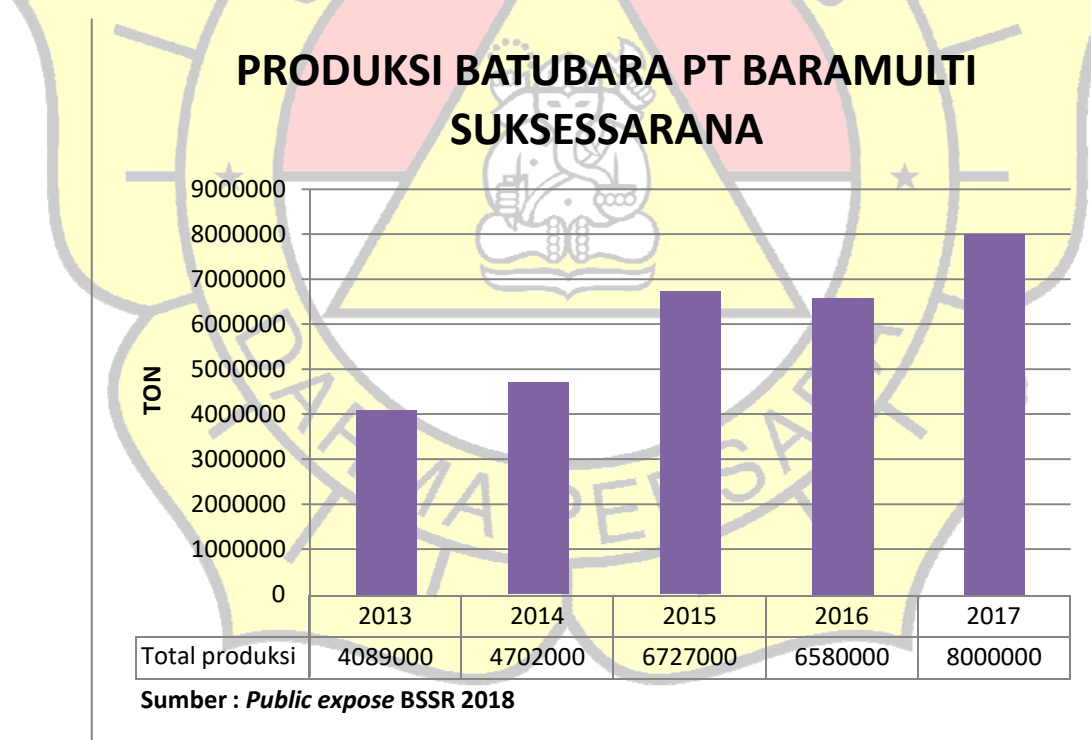 PRODUKSI BATUBARA PT BARAMULTI
SUKSESSARANA
9000000
8000000
7000000
6000000
5000000
4000000
3000000
2000000
1000000
0
TON
2013 2014 2015 2016 2017
Total produksi 4089000 4702000 6727000 6580000 8000000
Sumber : Public expose BSSR 2018
DARMA PERSADA